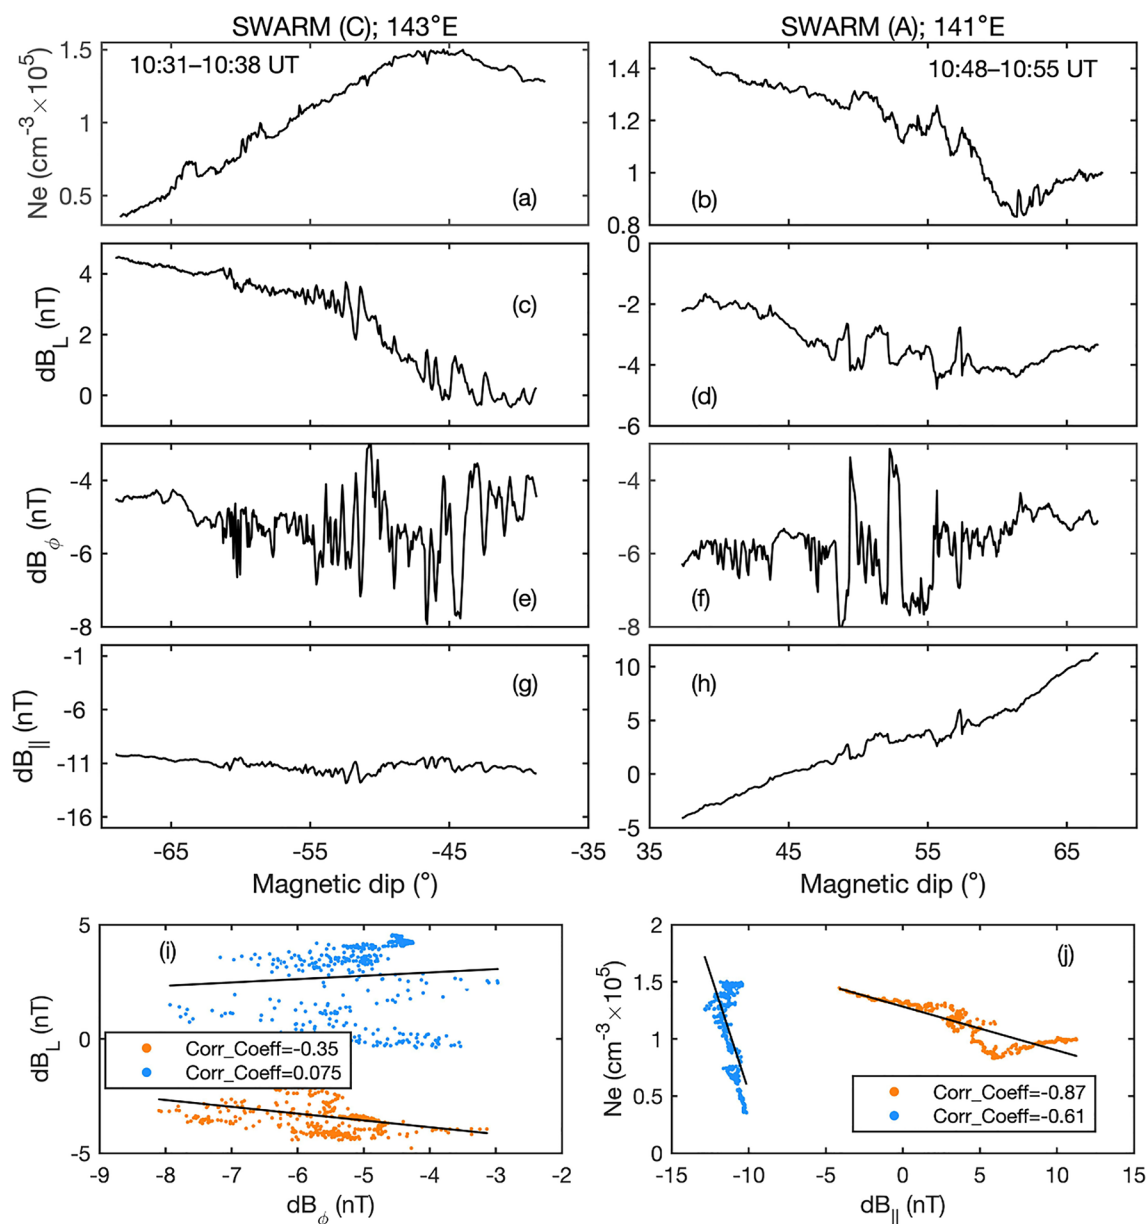 SWARM (C); 143°E
SWARM (A); 141°E
10:31–10:38 UT
10:48–10:55 UT
Ne (cm⁻³ × 10⁵)
1.5
1
0.5
(a)
1.4
1.2
1
0.8
(b)
dB_L (nT)
4
2
0
(c)
0
-2
-4
-6
(d)
dB_ϕ (nT)
-4
-6
-8
(e)
-4
-6
-8
(f)
dB_|| (nT)
-1
-6
-11
-16
(g)
10
5
0
-5
(h)
-65 -55 -45 -35
35 45 55 65
Magnetic dip (°)
Magnetic dip (°)
dB_L (nT)
5
0
-5
(i)
Corr_Coeff=-0.35
Corr_Coeff=0.075
-9 -8 -7 -6 -5 -4 -3 -2
dB_ϕ (nT)
Ne (cm⁻³ × 10⁵)
2
1.5
1
0.5
0
(j)
Corr_Coeff=-0.87
Corr_Coeff=-0.61
-15 -10 -5 0 5 10 15
dB_|| (nT)